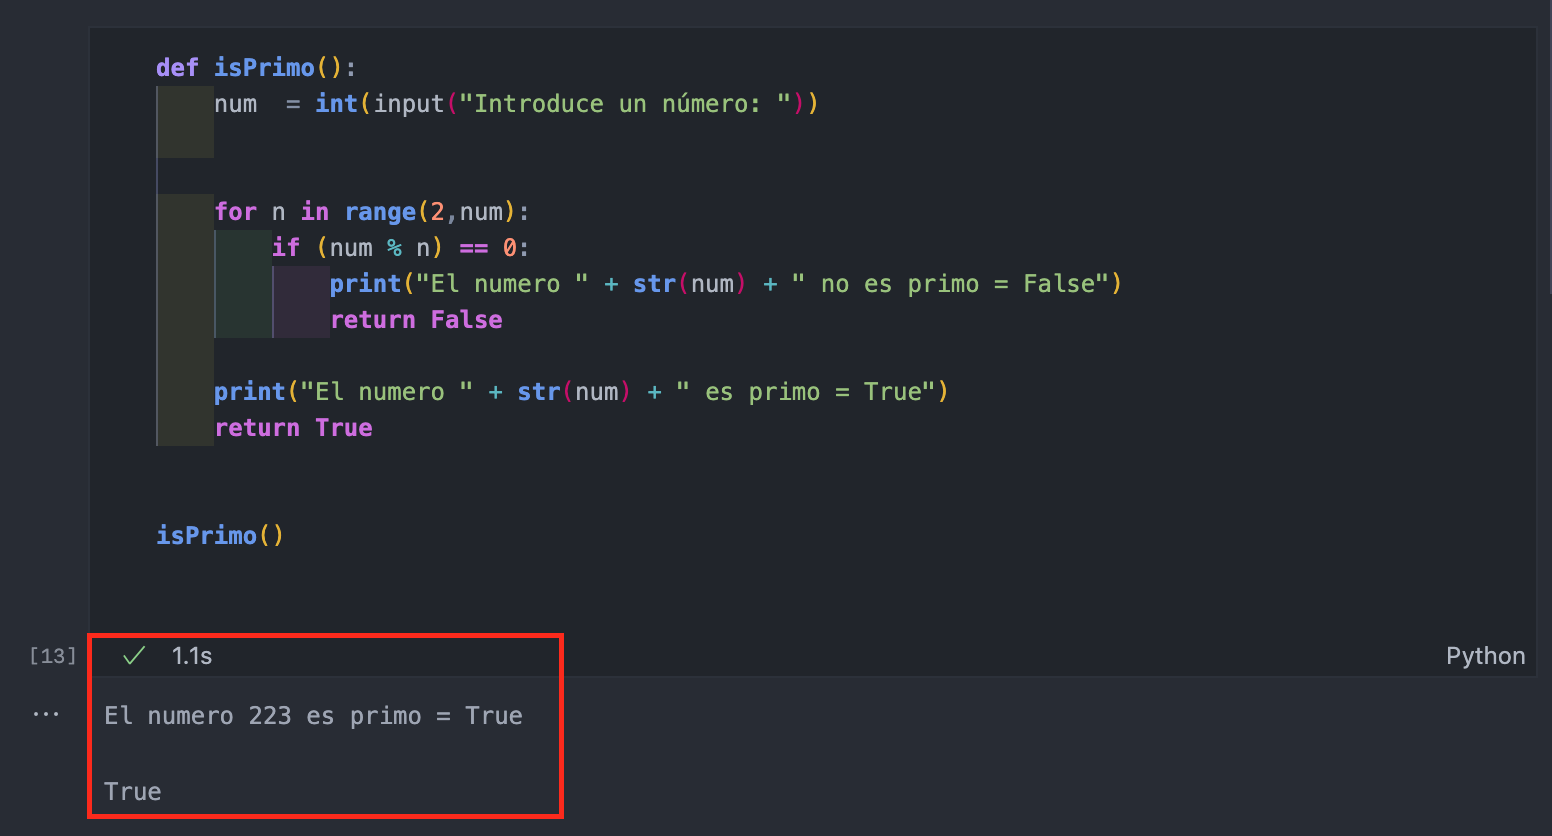 def isPrimo():
    num  = int(input("Introduce un número: "))
    for n in range(2,num):
        if (num % n) == 0:
            print("El numero " + str(num) + " no es primo = False")
            return False
    print("El numero " + str(num) + " es primo = True")
    return True
isPrimo()
[13] ✓ 1.1s Python
... El numero 223 es primo = True
True